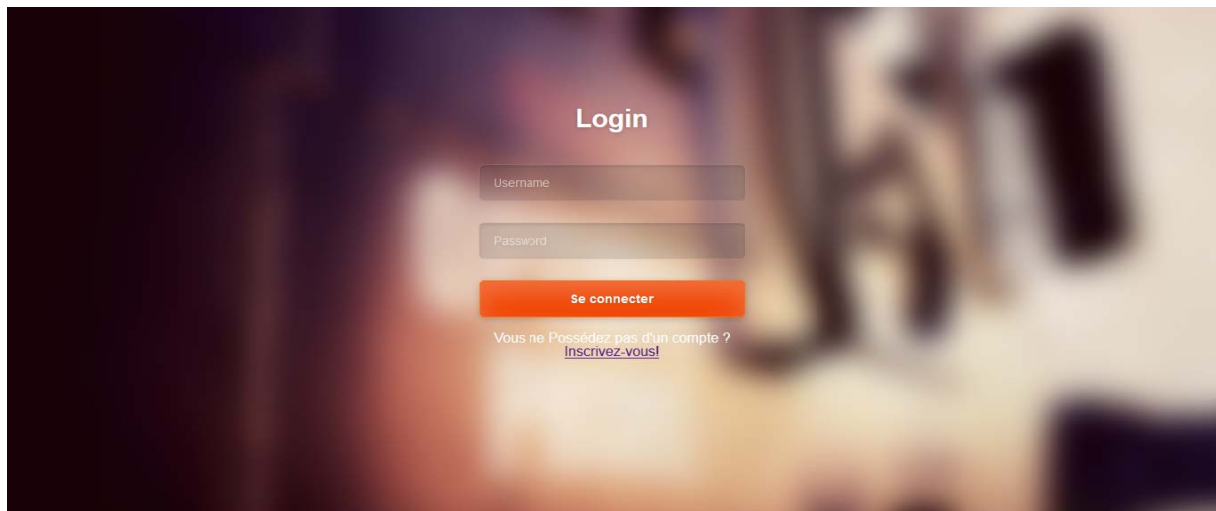 Login
Username
Password
Se connecter
Vous ne Possédez pas d'un compte ?
Inscrivez-vous!